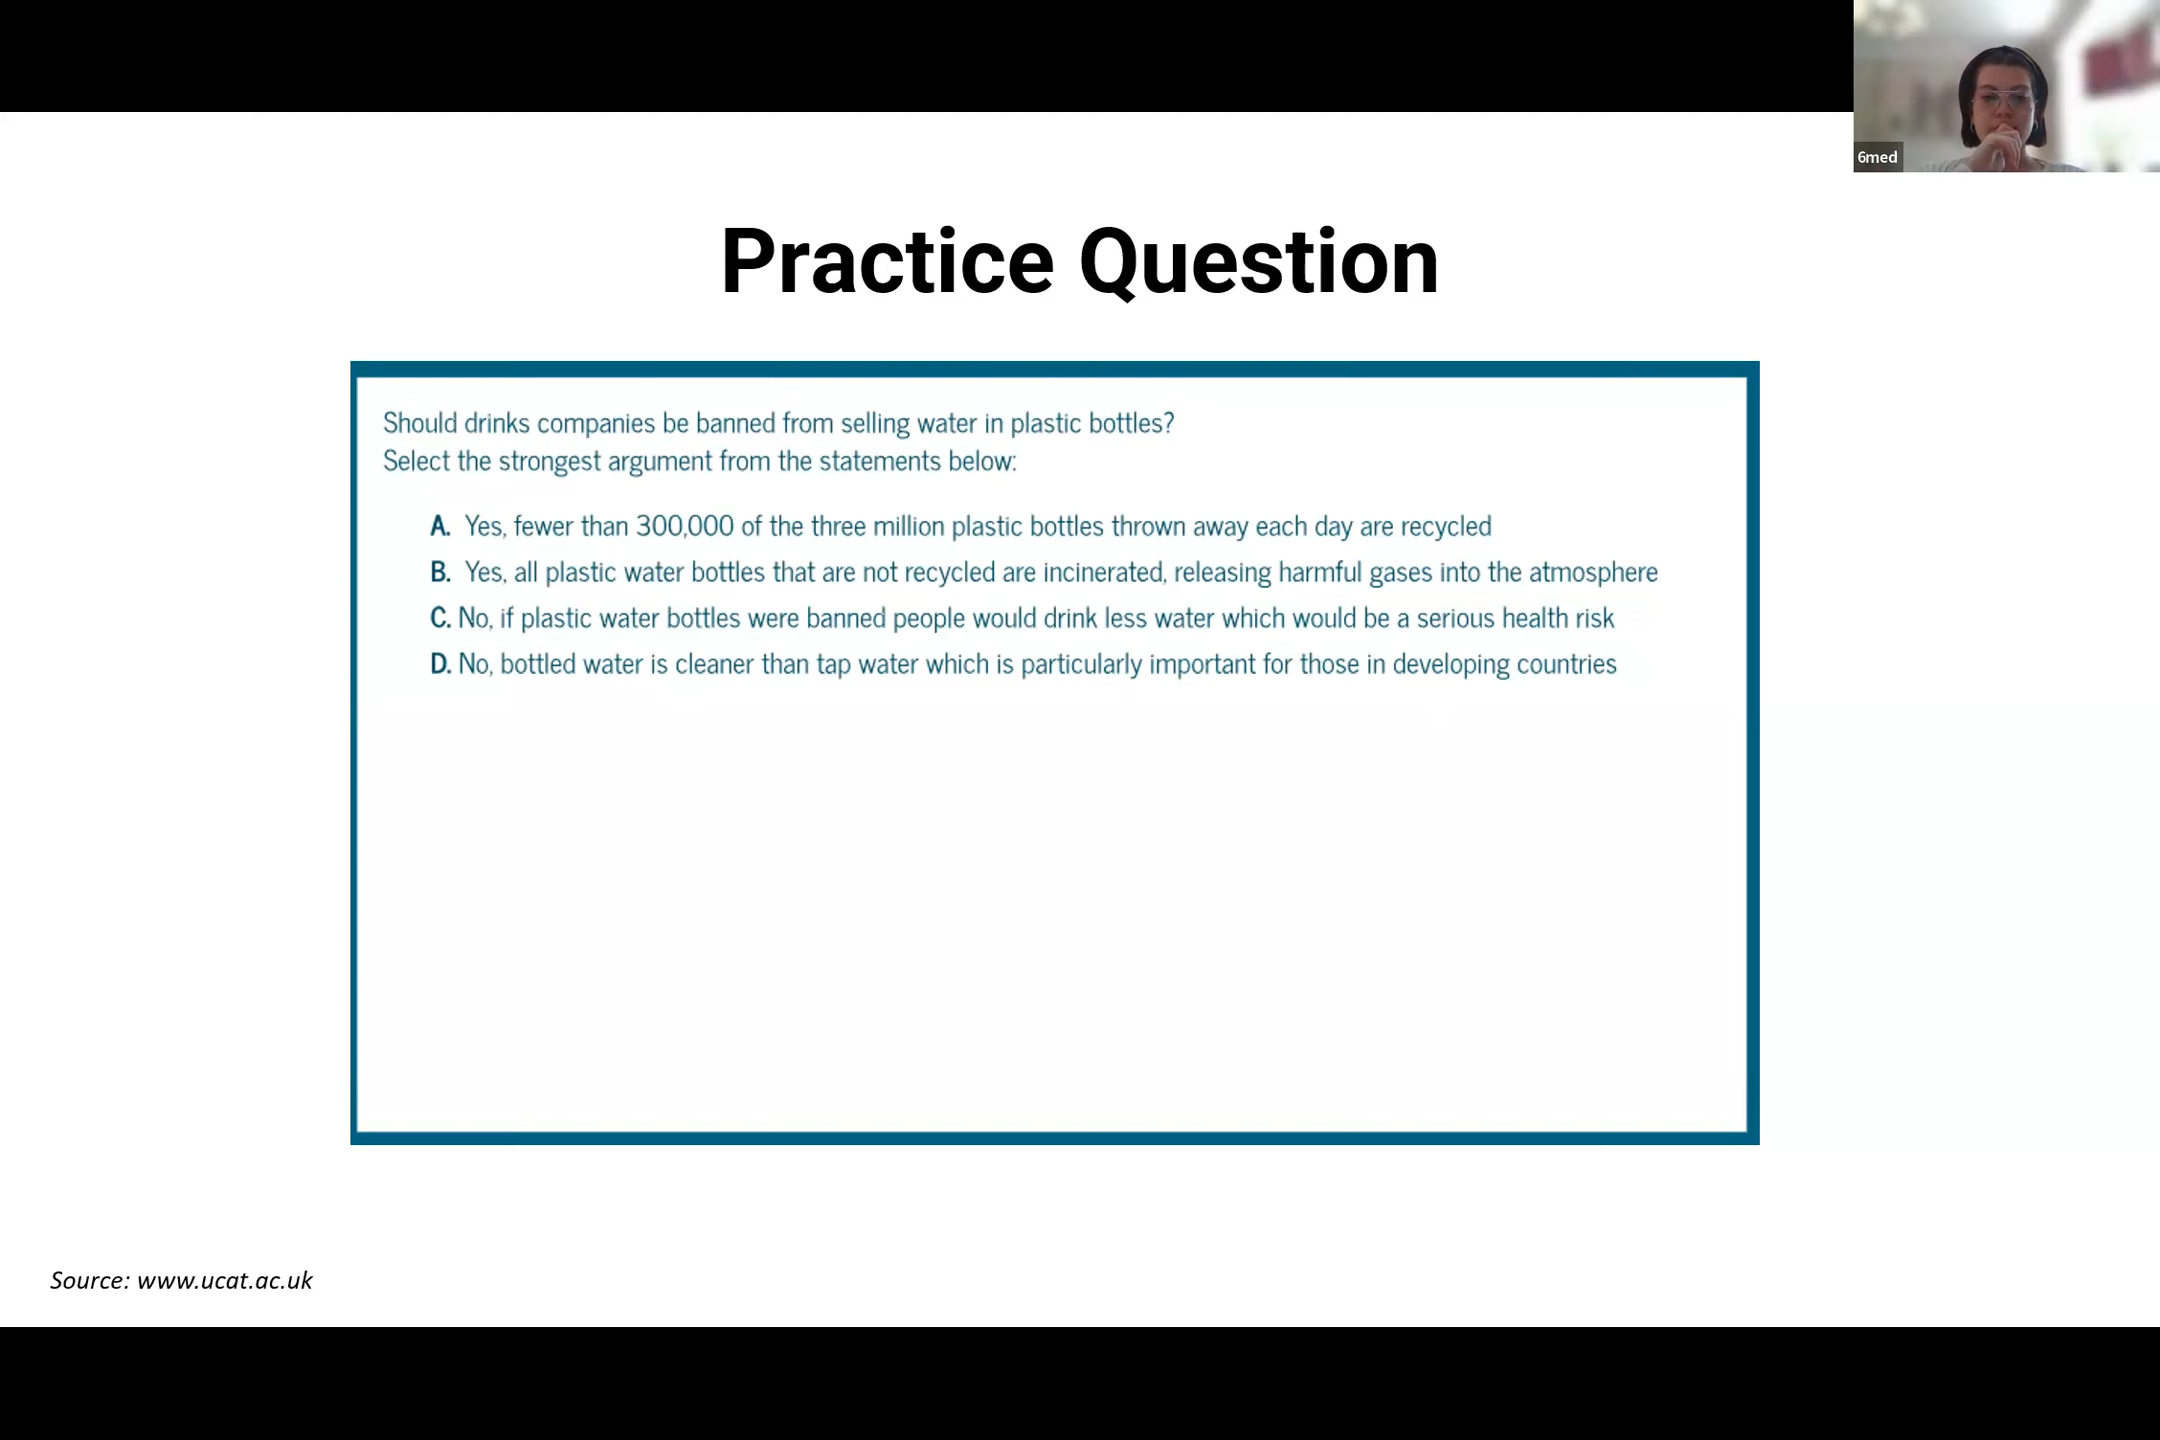 6med
Practice Question
Should drinks companies be banned from selling water in plastic bottles?
Select the strongest argument from the statements below:
A. Yes, fewer than 300,000 of the three million plastic bottles thrown away each day are recycled
B. Yes, all plastic water bottles that are not recycled are incinerated, releasing harmful gases into the atmosphere
C. No, if plastic water bottles were banned people would drink less water which would be a serious health risk
D. No, bottled water is cleaner than tap water which is particularly important for those in developing countries
Source: www.ucat.ac.uk